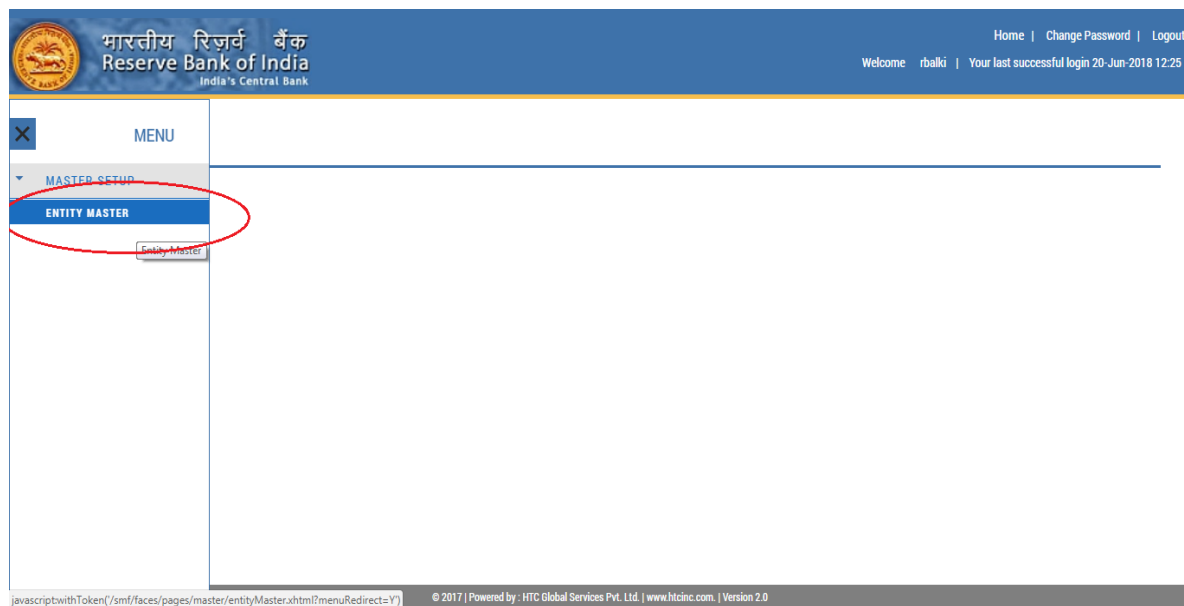 भारतीय रिज़र्व बैंक
Reserve Bank of India
India's Central Bank
Home | Change Password | Logout
Welcome rbalki | Your last successful login 20-Jun-2018 12:25
MENU
MASTER SETUP
ENTITY MASTER
Entity Master
javascript:withToken('/smf/faces/pages/master/entityMaster.xhtml?menuRedirect=Y')
© 2017 | Powered by : HTC Global Services Pvt. Ltd. | www.htcinc.com. | Version 2.0